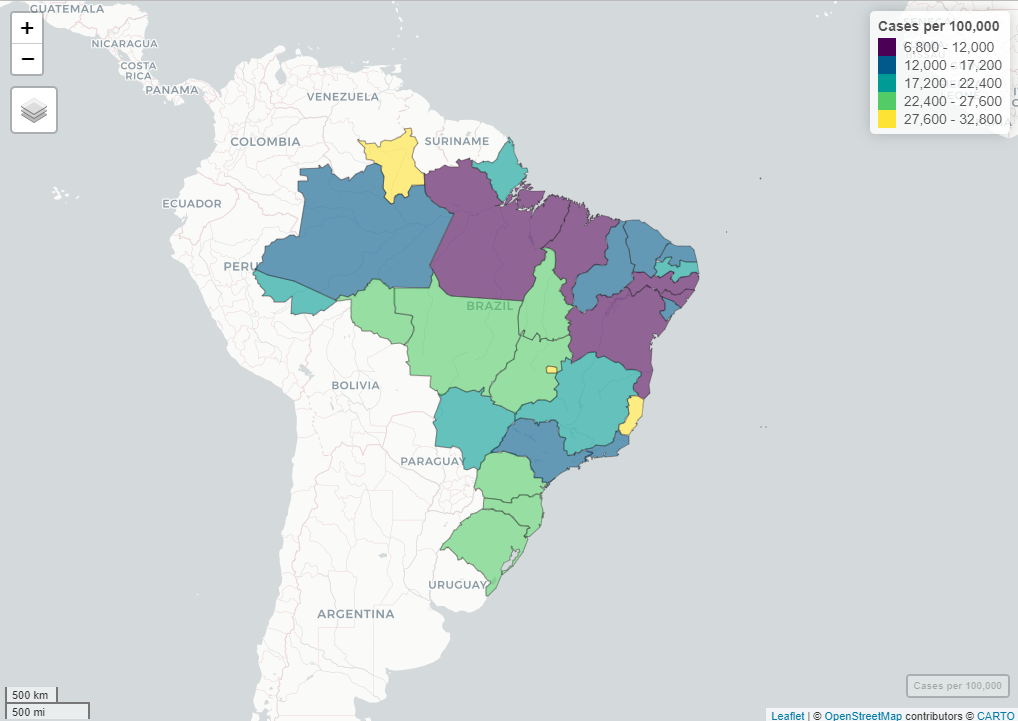 GUATEMALA
NICARAGUA
COSTA
RICA
PANAMA
VENEZUELA
COLOMBIA
SURINAME
ECUADOR
PERU
BRAZIL
BOLIVIA
PARAGUAY
URUGUAY
ARGENTINA
+
−
Cases per 100,000
6,800 - 12,000
12,000 - 17,200
17,200 - 22,400
22,400 - 27,600
27,600 - 32,800
500 km
500 mi
Cases per 100,000
Leaflet | © OpenStreetMap contributors © CARTO